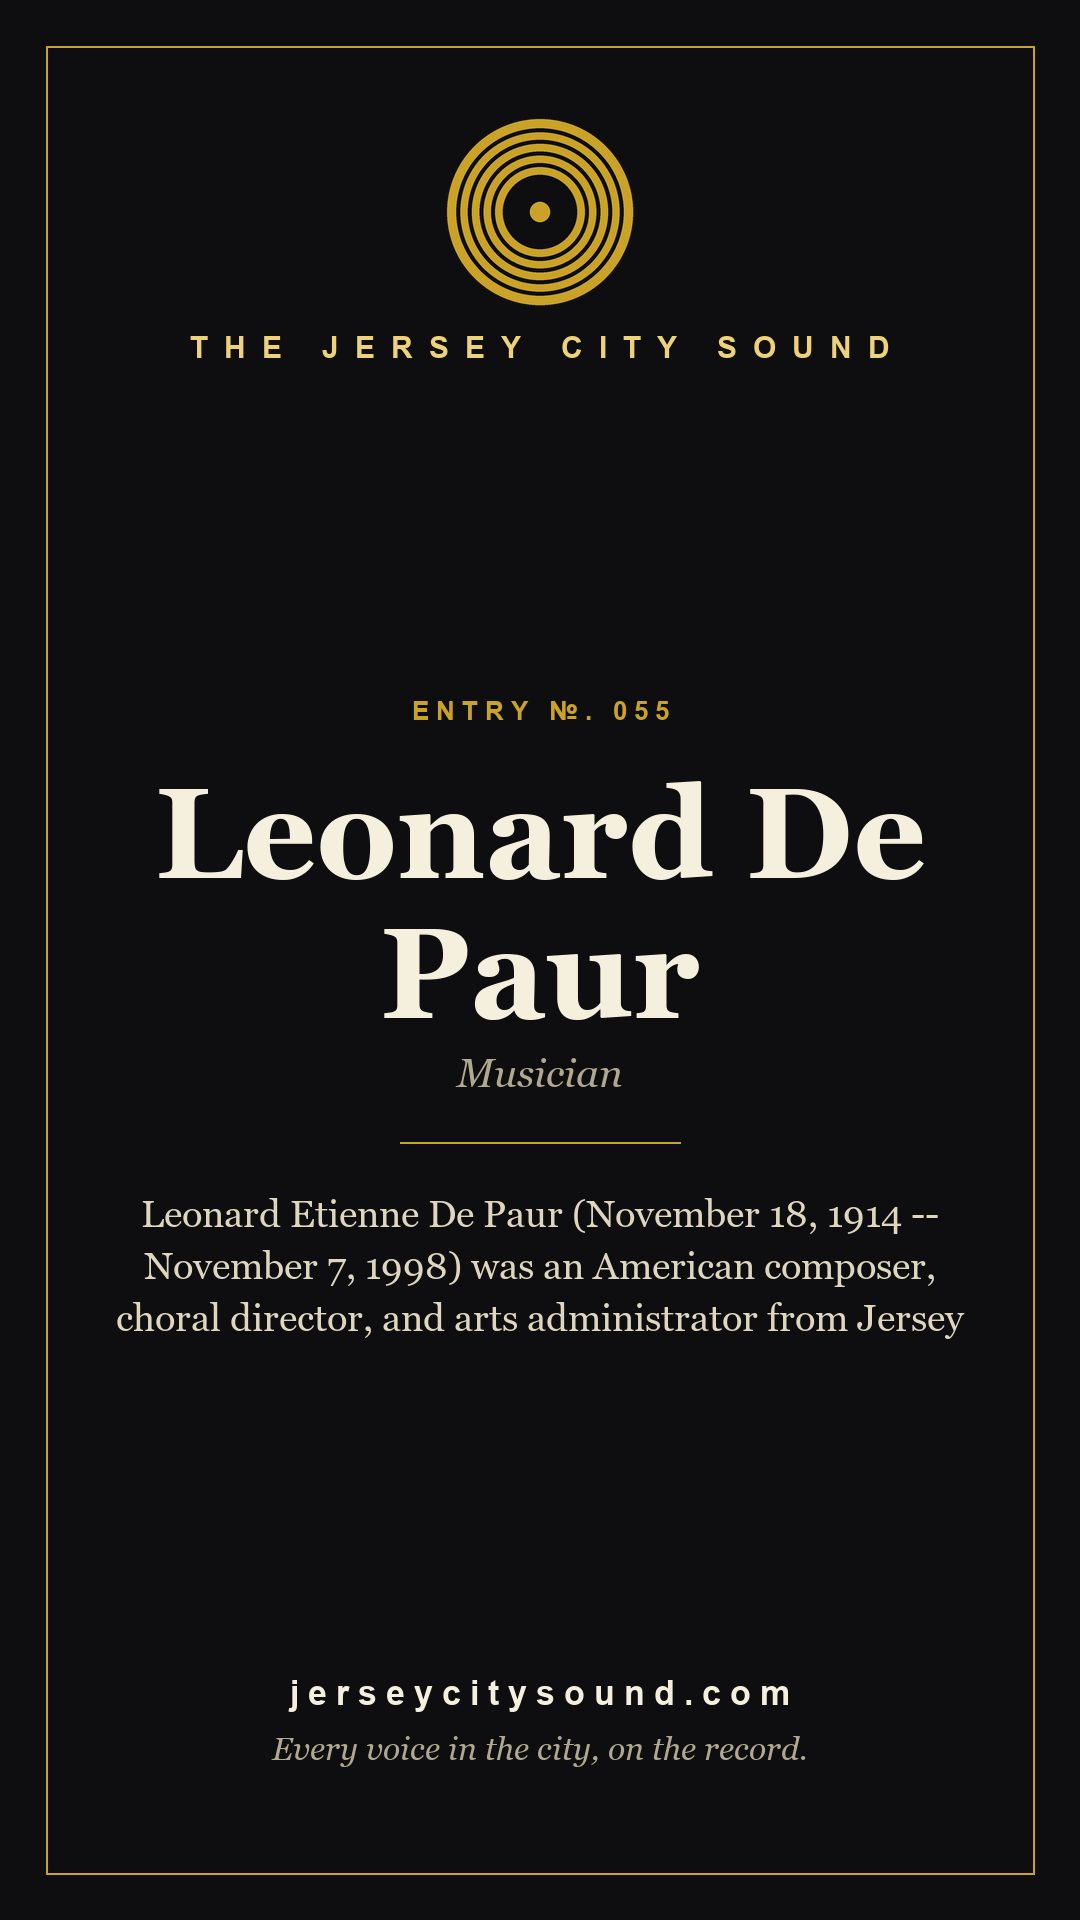 THE JERSEY CITY SOUND
ENTRY №. 055
Leonard De
Paur
Musician
Leonard Etienne De Paur (November 18, 1914 --
November 7, 1998) was an American composer,
choral director, and arts administrator from Jersey
jerseycitysound.com
Every voice in the city, on the record.